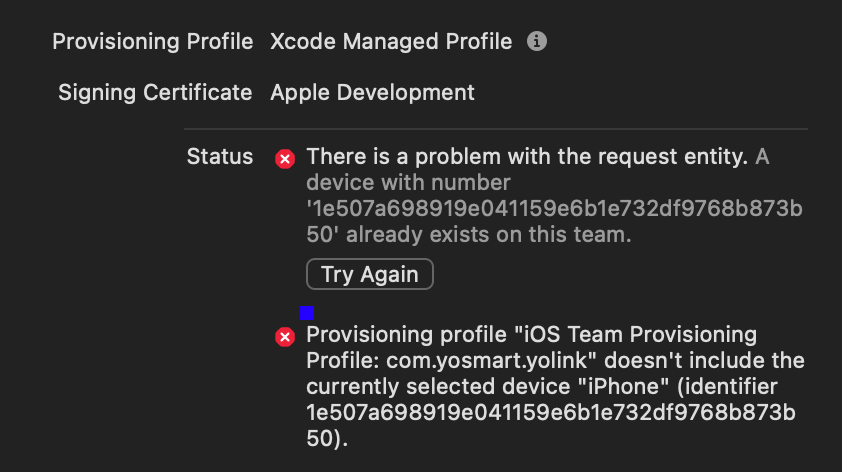 Provisioning Profile Xcode Managed Profile
Signing Certificate Apple Development
Status There is a problem with the request entity. A
device with number
'1e507a698919e041159e6b1e732df9768b873b
50' already exists on this team.
Try Again
Provisioning profile "iOS Team Provisioning
Profile: com.yosmart.yolink" doesn't include the
currently selected device "iPhone" (identifier
1e507a698919e041159e6b1e732df9768b873b
50).